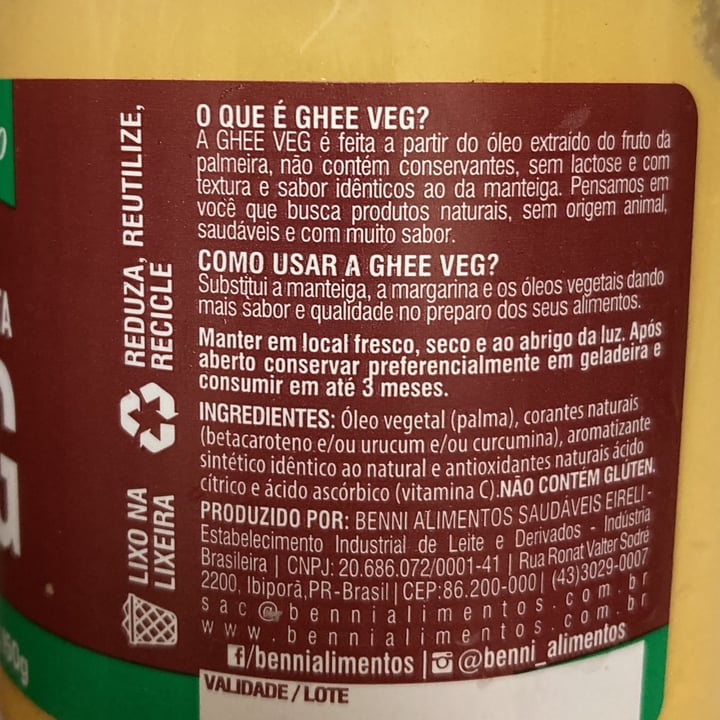 O QUE É GHEE VEG?
A GHEE VEG é feita a partir do óleo extraído do fruto da
palmeira, não contém conservantes, sem lactose e com
textura e sabor idênticos ao da manteiga. Pensamos em
você que busca produtos naturais, sem origem animal,
saudáveis e com muito sabor.
COMO USAR A GHEE VEG?
Substitui a manteiga, a margarina e os óleos vegetais dando
mais sabor e qualidade no preparo dos seus alimentos.
Manter em local fresco, seco e ao abrigo da luz. Após
aberto conservar preferencialmente em geladeira e
consumir em até 3 meses.
INGREDIENTES: Óleo vegetal (palma), corantes naturais
(betacaroteno e/ou urucum e/ou curcumina), aromatizante
sintético idêntico ao natural e antioxidantes naturais ácido
cítrico e ácido ascórbico (vitamina C).NÃO CONTÉM GLÚTEN.
PRODUZIDO POR: BENNI ALIMENTOS SAUDÁVEIS EIRELI -
Estabelecimento Industrial de Leite e Derivados - Indústria
Brasileira | CNPJ: 20.686.072/0001-41 | Rua Ronat Valter Sodré
2200, Ibiporã,PR-Brasil | CEP:86.200-000 | (43)3029-0007
sac@bennialimentos.com.br
www.bennialimentos.com.br
/bennialimentos | @benni_alimentos
VALIDADE / LOTE
REDUZA, REUTILIZE,
RECICLE
LIXO NA
LIXEIRA